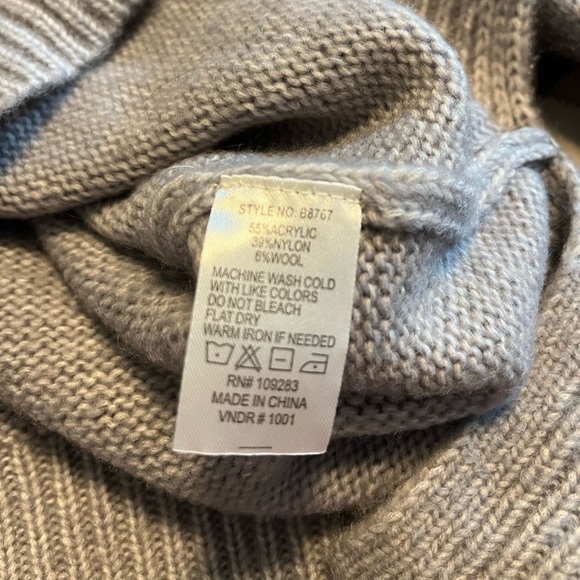 STYLE NO: B8767
55%ACRYLIC
39%NYLON
6%WOOL
MACHINE WASH COLD
WITH LIKE COLORS
DO NOT BLEACH
FLAT DRY
WARM IRON IF NEEDED
RN# 109283
MADE IN CHINA
VNDR # 1001